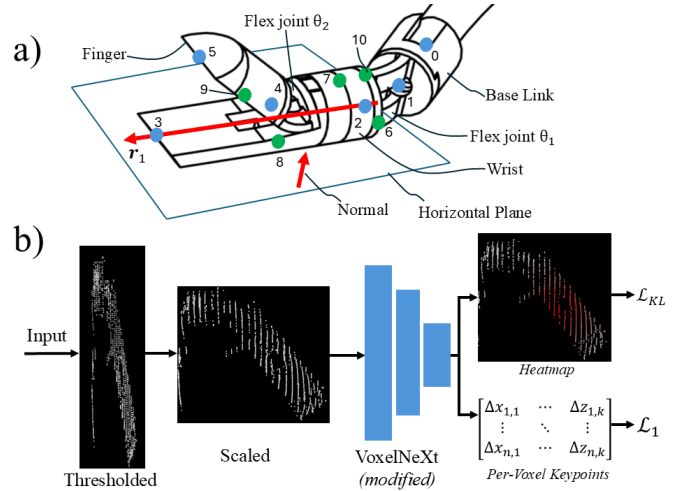 a)
Flex joint θ₂
Finger
5
10
0
7
9
4
1
Base Link
3
2
6
Flex joint θ₁
r₁
8
Wrist
Normal
Horizontal Plane
b)
Input
Thresholded
Scaled
VoxelNeXt
(modified)
Heatmap
ℒ_KL
[Δx₁,₁ ⋯ Δz₁,ₖ
⋮ ⋱ ⋮
Δxₙ,₁ ⋯ Δzₙ,ₖ]
ℒ₁
Per-Voxel Keypoints